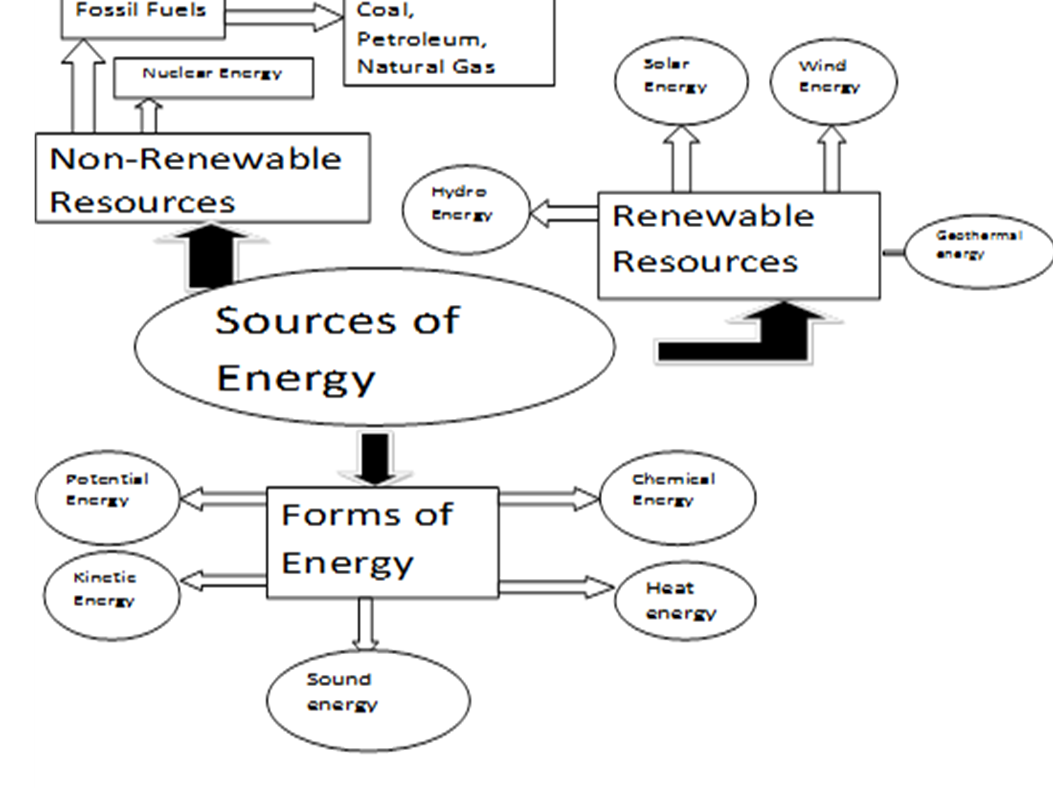 Fossil Fuels
Coal,
Petroleum,
Natural Gas
Nuclear Energy
Non-Renewable
Resources
Solar
Energy
Wind
Energy
Hydro
Energy
Renewable
Resources
Geothermal
energy
Sources of
Energy
Potential
Energy
Forms of
Energy
Chemical
Energy
Kinetic
Energy
Heat
energy
Sound
energy